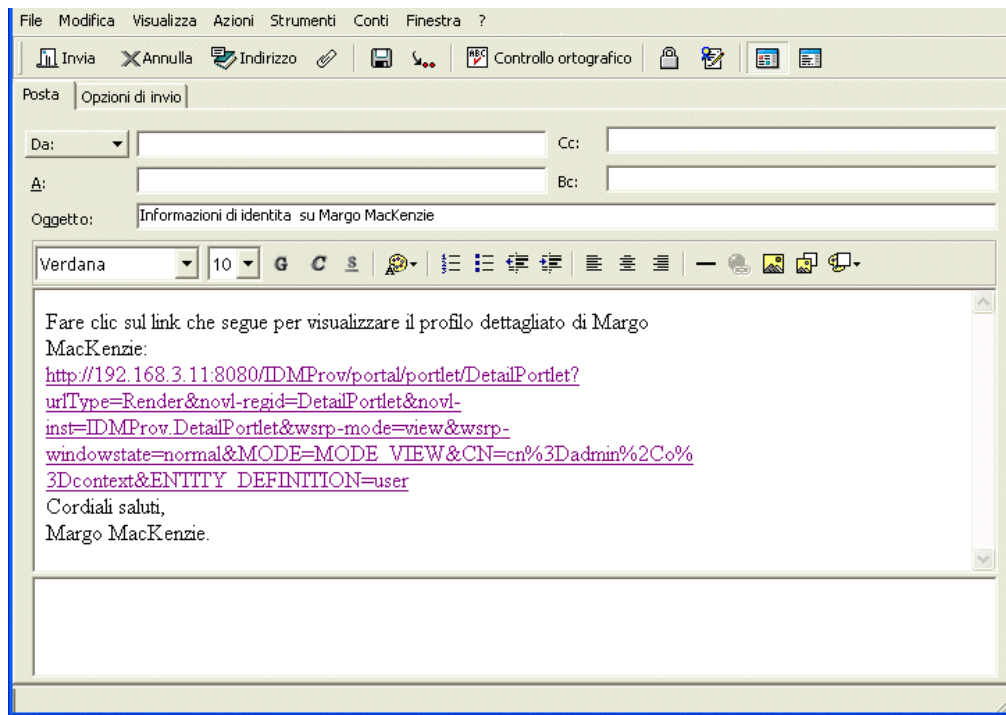 File Modifica Visualizza Azioni Strumenti Conti Finestra ?
Invia Annulla Indirizzo ABC Controllo ortografico
Posta Opzioni di invio
Da: Cc:
A: Bc:
Oggetto: Informazioni di identita su Margo MacKenzie
Verdana 10 G C S
Fare clic sul link che segue per visualizzare il profilo dettagliato di Margo
MacKenzie:
http://192.168.3.11:8080/IDMProv/portal/portlet/DetailPortlet?
urlType=Render&novl-regid=DetailPortlet&novl-
inst=IDMProv.DetailPortlet&wsrp-mode=view&wsrp-
windowstate=normal&MODE=MODE_VIEW&CN=cn%3Dadmin%2Co%
3Dcontext&ENTITY_DEFINITION=user
Cordiali saluti,
Margo MacKenzie.